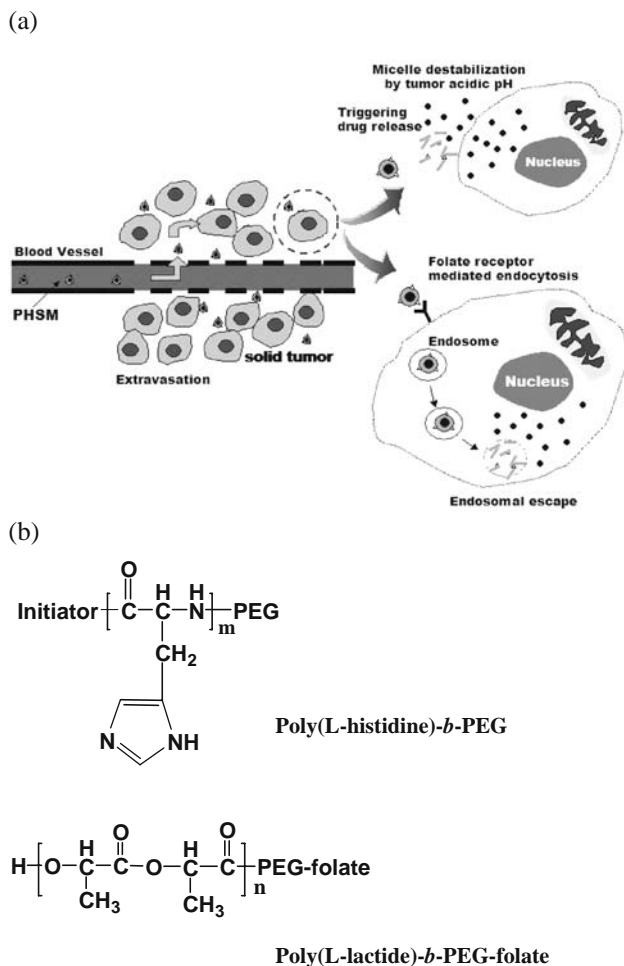 (a)
Micelle destabilization
by tumor acidic pH
Triggering
drug release
Nucleus
Blood Vessel
PHSM
solid tumor
Extravasation
Folate receptor
mediated endocytosis
Endosome
Nucleus
Endosomal escape
(b)
O
H H
Initiator C C N PEG
m
CH2
N NH
Poly(L-histidine)-b-PEG
H O H
O
H O C C O C C PEG-folate
n
CH3 CH3
Poly(L-lactide)-b-PEG-folate